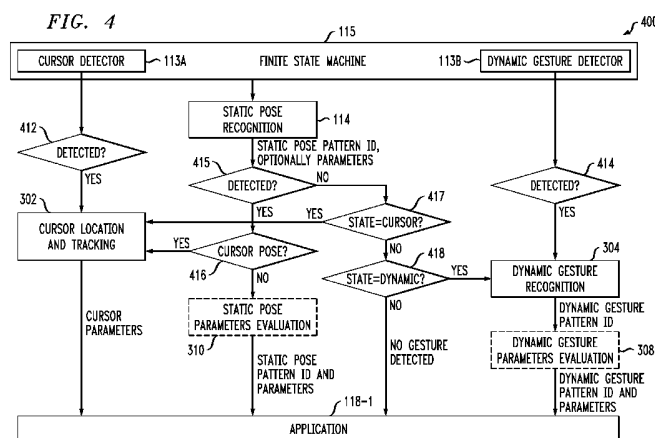 FIG. 4
400
115
CURSOR DETECTOR
113A
FINITE STATE MACHINE
113B
DYNAMIC GESTURE DETECTOR
STATIC POSE
RECOGNITION
114
412
DETECTED?
YES
STATIC POSE PATTERN ID,
OPTIONALLY PARAMETERS
415
DETECTED?
NO
YES
414
DETECTED?
YES
302
CURSOR LOCATION
AND TRACKING
YES
STATE=CURSOR?
417
NO
YES
CURSOR POSE?
416
NO
418
STATE=DYNAMIC?
YES
NO
304
DYNAMIC GESTURE
RECOGNITION
DYNAMIC GESTURE
PATTERN ID
CURSOR
PARAMETERS
STATIC POSE
PARAMETERS EVALUATION
310
STATIC POSE
PATTERN ID AND
PARAMETERS
NO GESTURE
DETECTED
DYNAMIC GESTURE
PARAMETERS EVALUATION
308
DYNAMIC GESTURE
PATTERN ID AND
PARAMETERS
118-1
APPLICATION